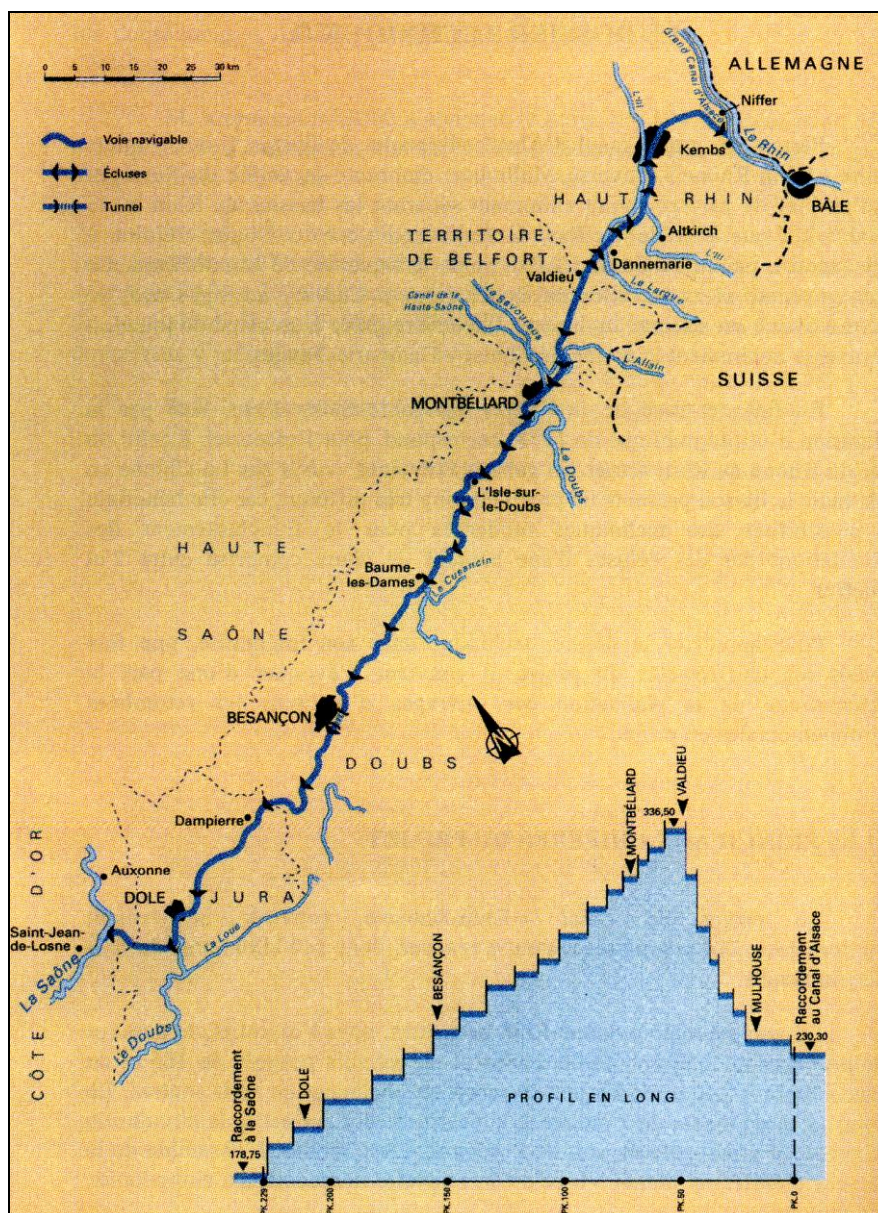 0 5 10 15 20 25 30 km
Voie navigable
Écluses
Tunnel
ALLEMAGNE
Grand Canal d'Alsace
L'Ill
Niffer
Le Rhin
Kembs
BÂLE
HAUT RHIN
TERRITOIRE
DE BELFORT
Altkirch
Valdieu
Dannemarie
L'Ill
La Largue
Canal de la
Haute-Saône
La Savoureuse
L'Allain
SUISSE
MONTBÉLIARD
Le Doubs
L'Isle-sur-
le-Doubs
HAUTE-
SAÔNE
Baume-
les-Dames
Le Cusancin
BESANÇON
N
DOUBS
Dampierre
CÔTE D'OR
Auxonne
DOLE
JURA
Saint-Jean-
de-Losne
La Saône
La Loue
Le Doubs
Raccordement
à la Saône
178,75
DOLE
BESANÇON
MONTBÉLIARD
336,50
VALDIEU
MULHOUSE
Raccordement
au Canal d'Alsace
230,30
PROFIL EN LONG
PK.229
PK.200
PK.150
PK.100
PK.50
PK.0